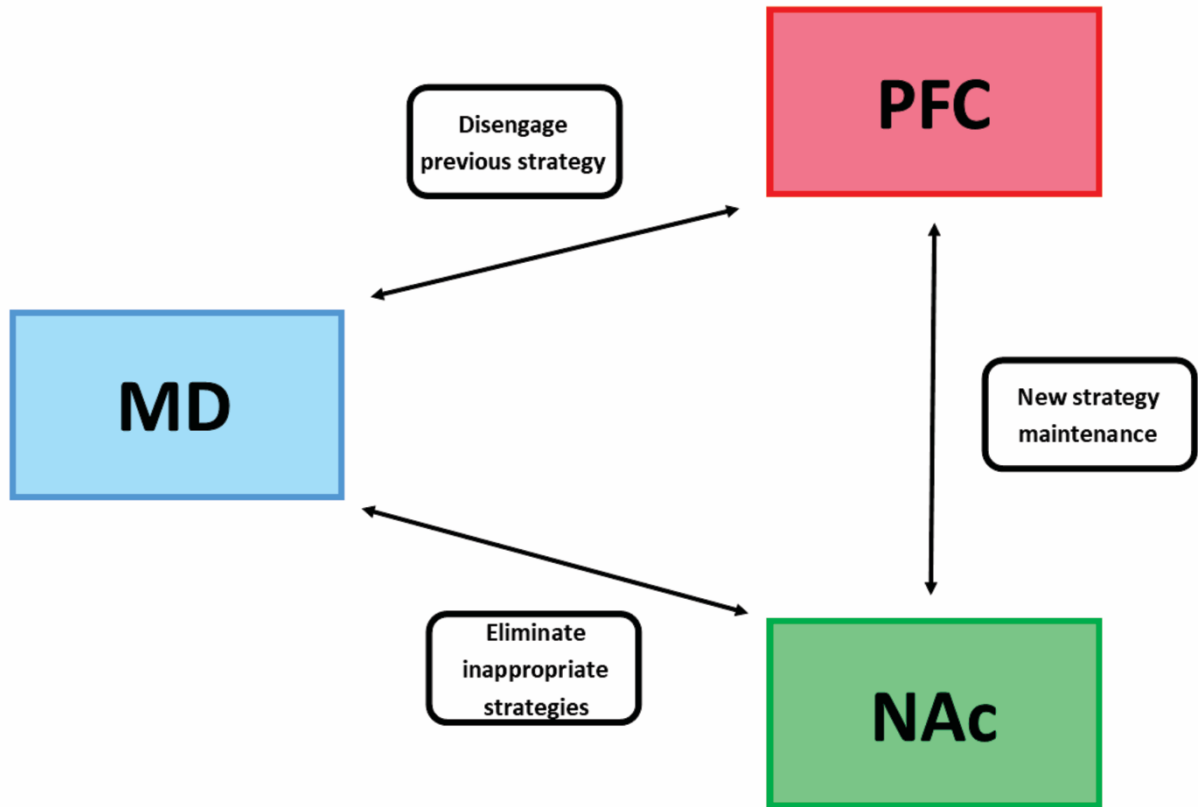 PFC
Disengage
previous strategy
MD
New strategy
maintenance
Eliminate
inappropriate
strategies
NAc